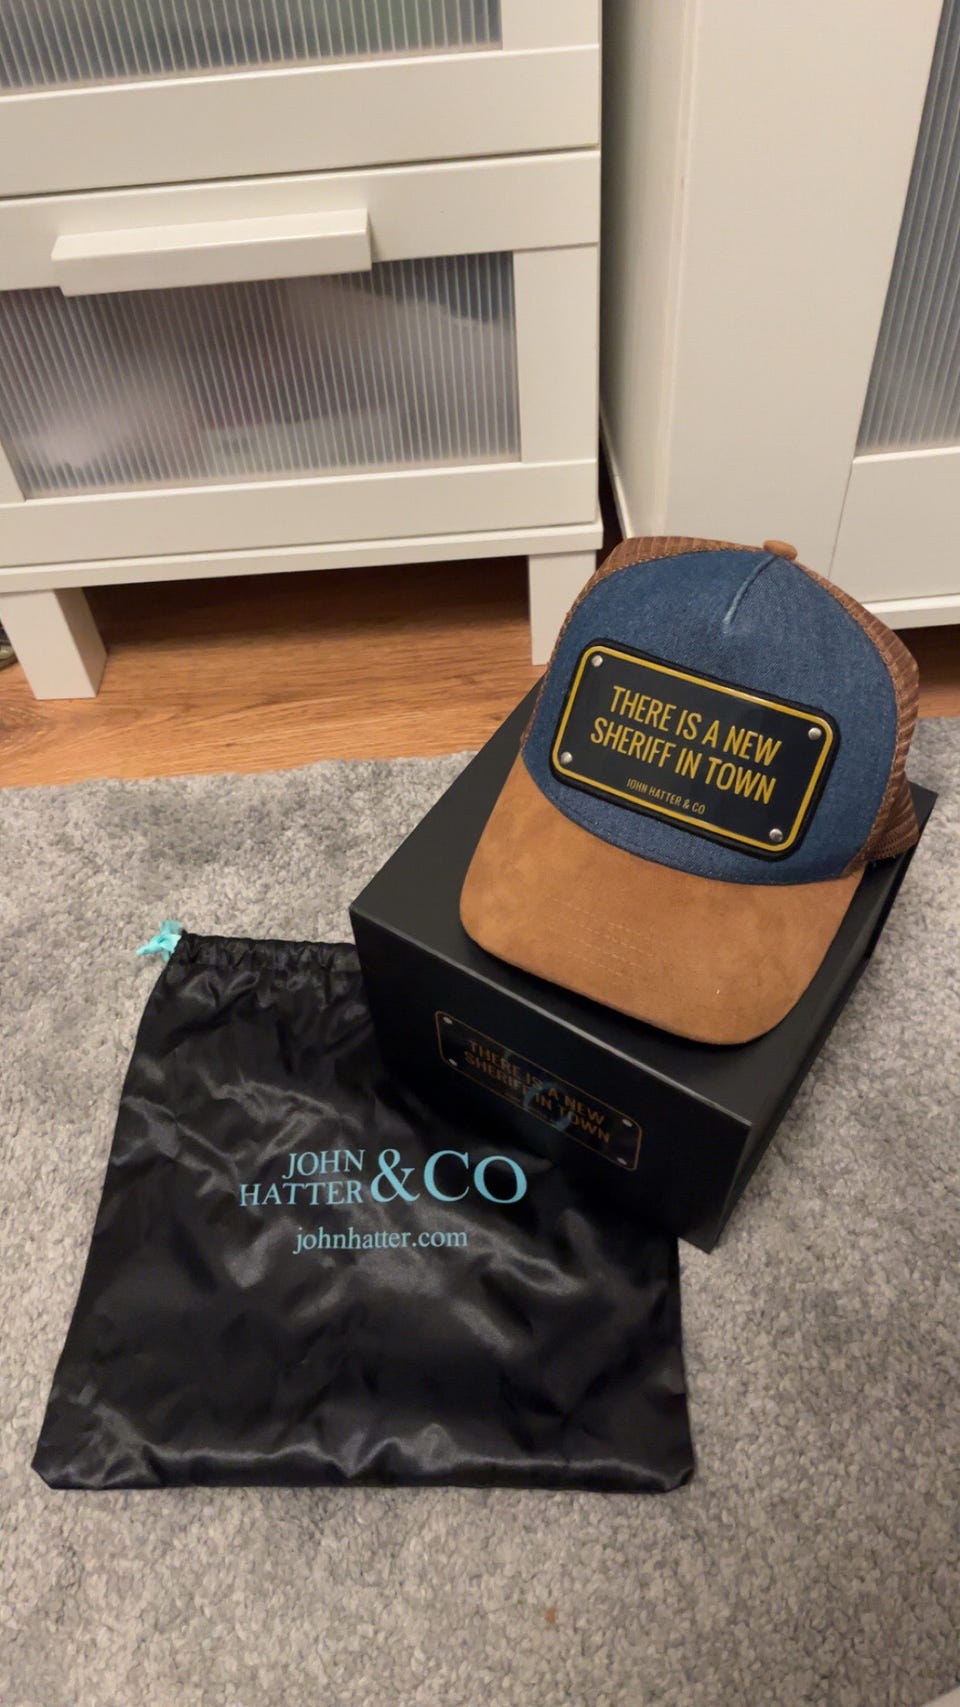 THERE IS A NEW
SHERIFF IN TOWN
JOHN HATTER & CO
THERE IS A NEW
SHERIFF IN TOWN
JOHN
HATTER & CO
johnhatter.com